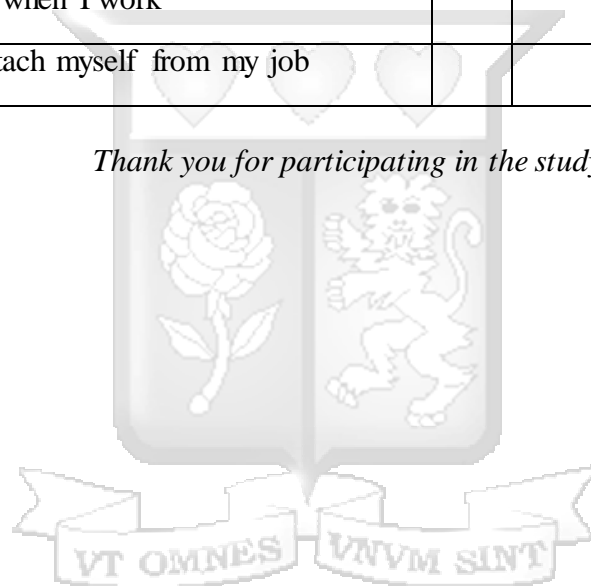 when I work
tach myself from my job
Thank you for participating in the study
VT OMNES VNVM SINT